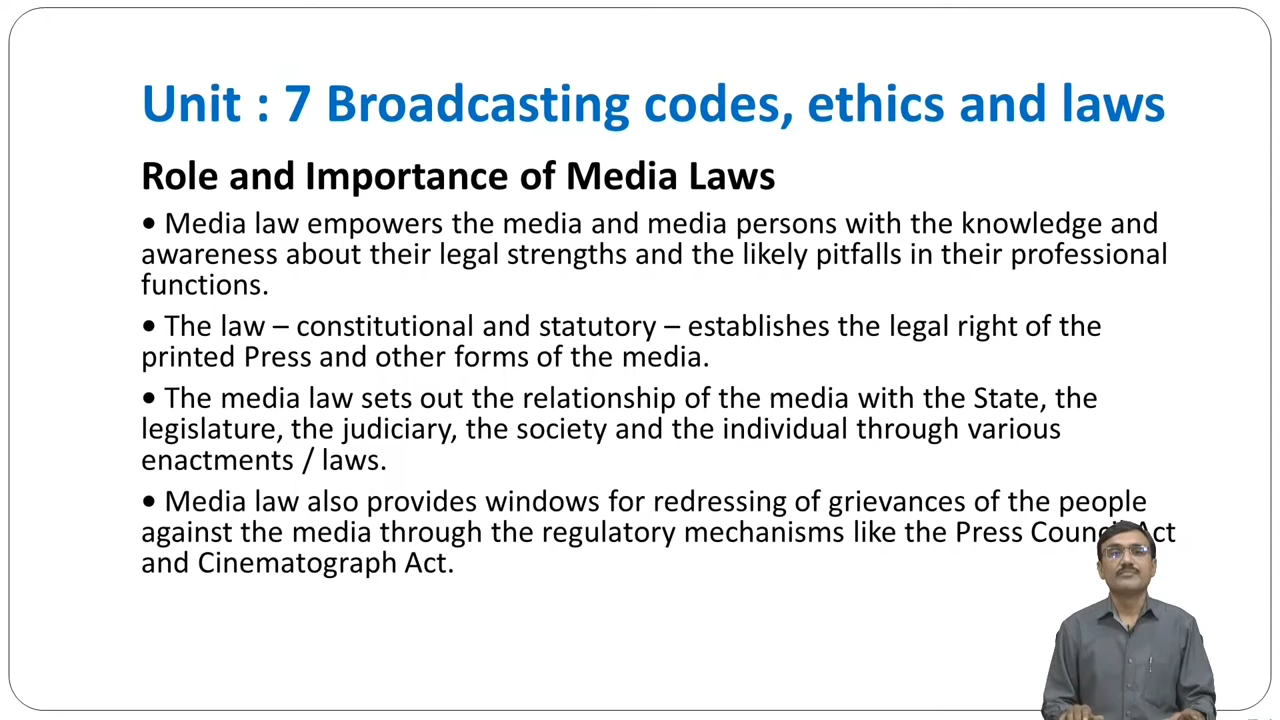 Unit : 7 Broadcasting codes, ethics and laws
Role and Importance of Media Laws
• Media law empowers the media and media persons with the knowledge and
awareness about their legal strengths and the likely pitfalls in their professional
functions.
• The law – constitutional and statutory – establishes the legal right of the
printed Press and other forms of the media.
• The media law sets out the relationship of the media with the State, the
legislature, the judiciary, the society and the individual through various
enactments / laws.
• Media law also provides windows for redressing of grievances of the people
against the media through the regulatory mechanisms like the Press Council Act
and Cinematograph Act.